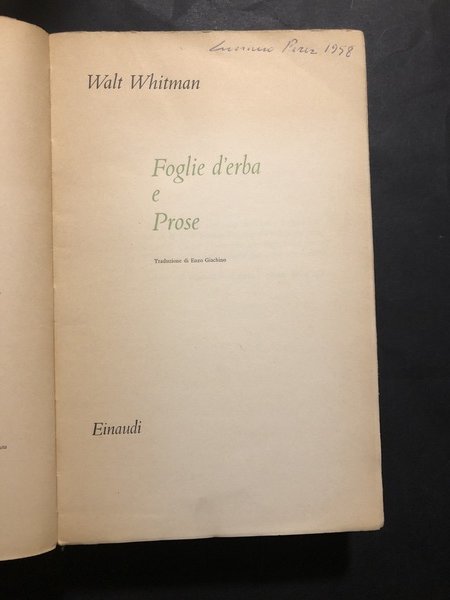 1958
Walt Whitman
Foglie d'erba
e
Prose
Traduzione di Enzo Giachino
Einaudi